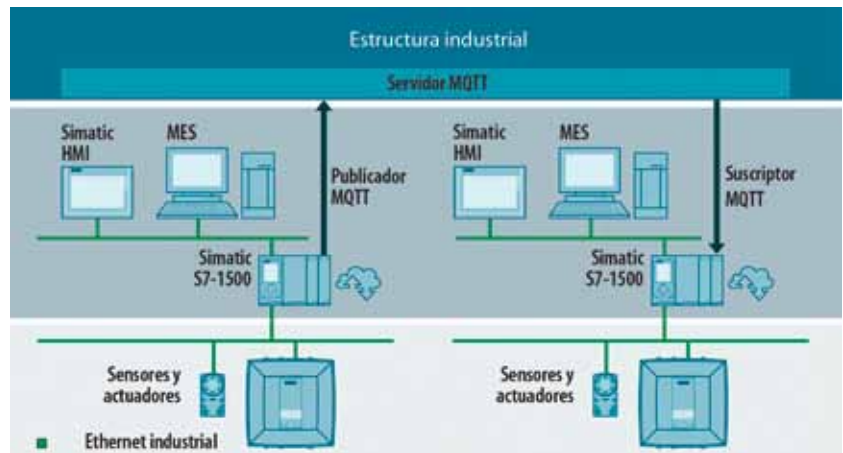 Estructura industrial
Servidor MQTT
Simatic
HMI
MES
Publicador
MQTT
Simatic
S7-1500
Simatic
HMI
MES
Suscriptor
MQTT
Simatic
S7-1500
Sensores y
actuadores
Sensores y
actuadores
Ethernet industrial